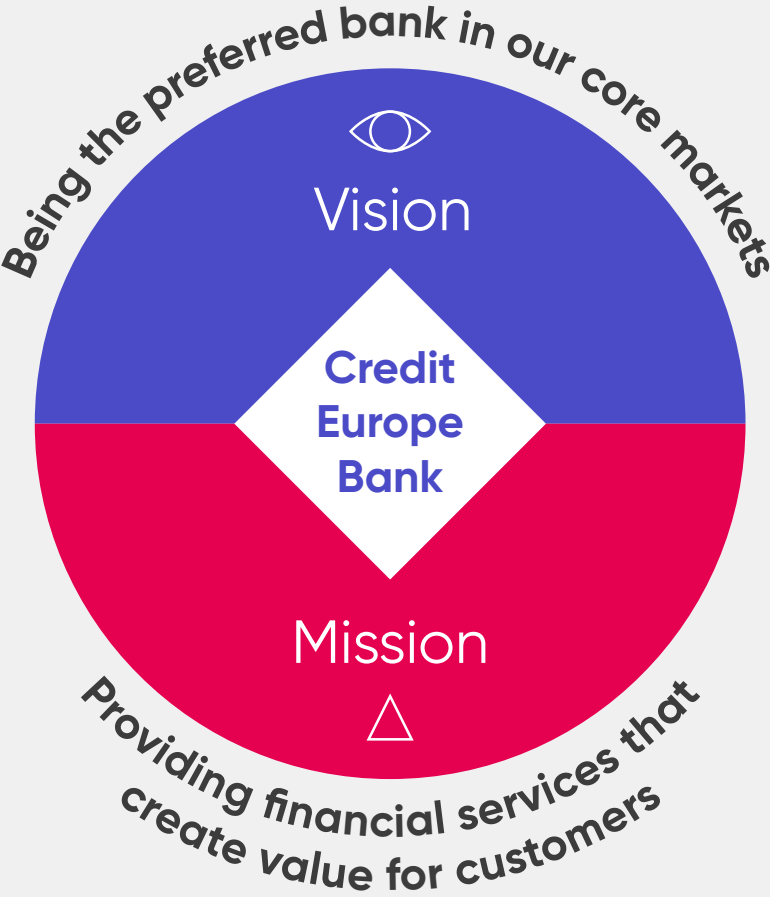 Being the preferred bank in our core markets
Vision
Credit
Europe
Bank
Mission
Providing financial services that
create value for customers